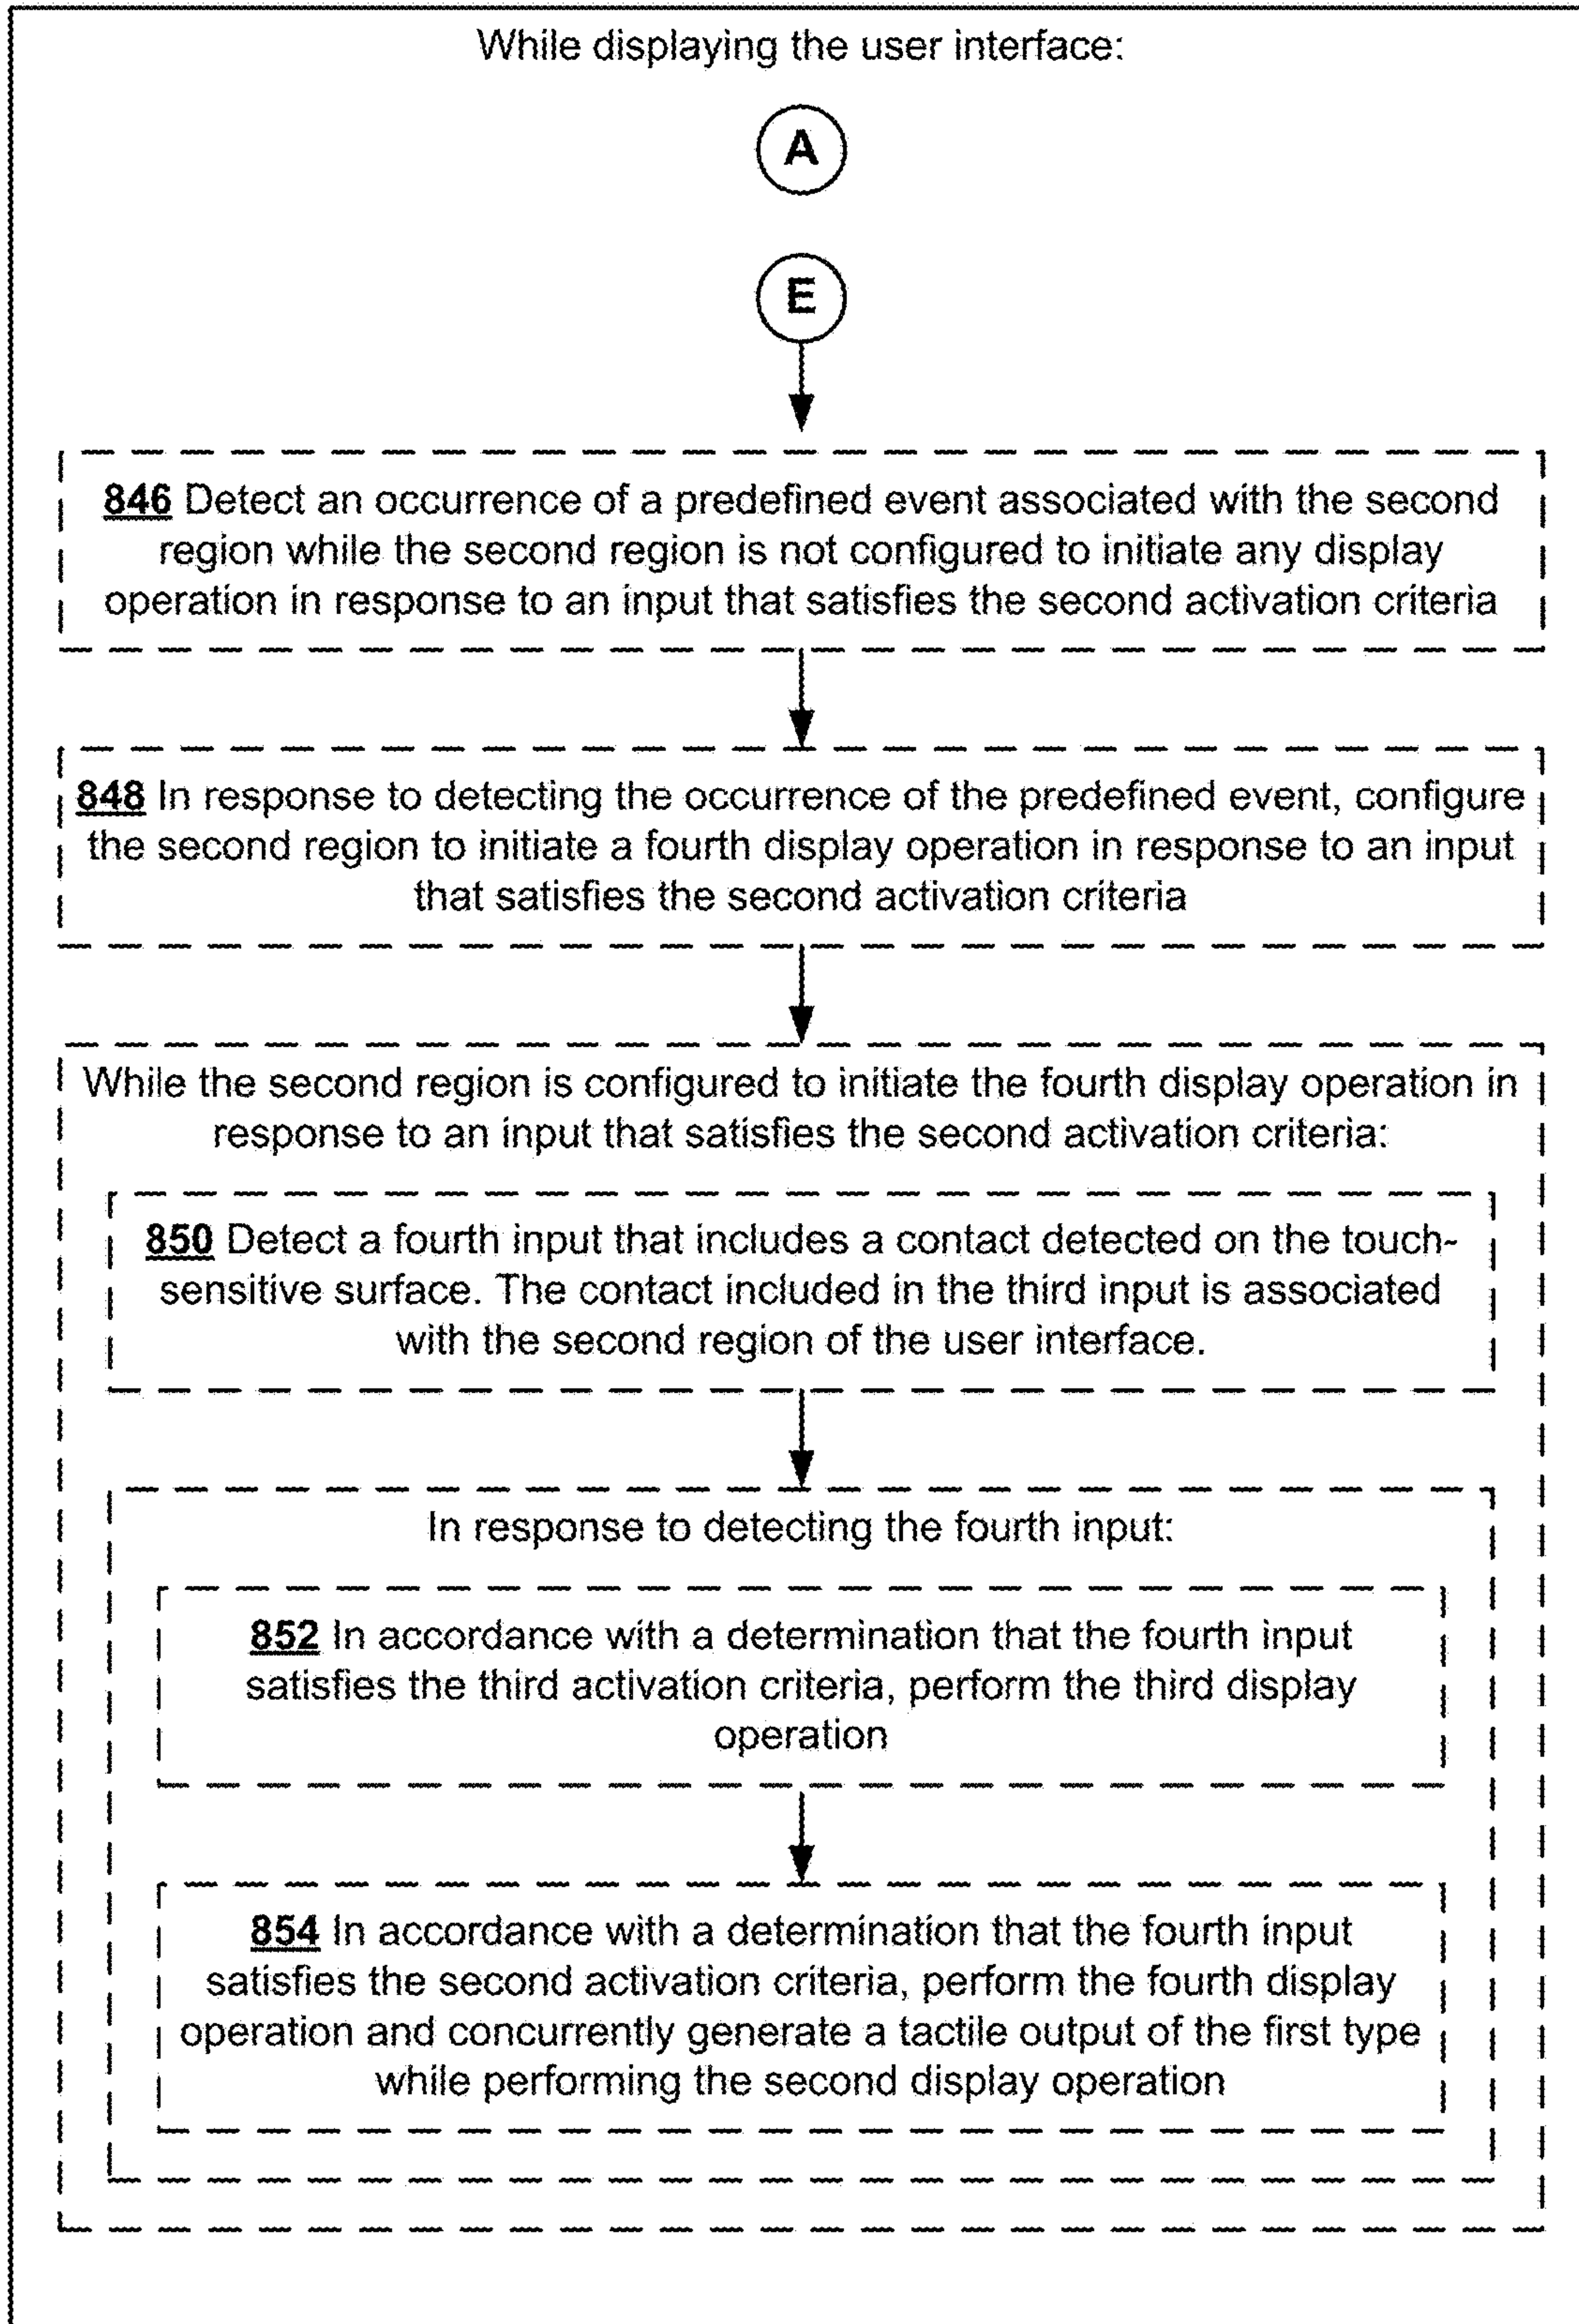 While displaying the user interface:
A
E
846 Detect an occurrence of a predefined event associated with the second
region while the second region is not configured to initiate any display
operation in response to an input that satisfies the second activation criteria
848 In response to detecting the occurrence of the predefined event, configure
the second region to initiate a fourth display operation in response to an input
that satisfies the second activation criteria
While the second region is configured to initiate the fourth display operation in
response to an input that satisfies the second activation criteria:
850 Detect a fourth input that includes a contact detected on the touch-
sensitive surface. The contact included in the third input is associated
with the second region of the user interface.
In response to detecting the fourth input:
852 In accordance with a determination that the fourth input
satisfies the third activation criteria, perform the third display
operation
854 In accordance with a determination that the fourth input
satisfies the second activation criteria, perform the fourth display
operation and concurrently generate a tactile output of the first type
while performing the second display operation